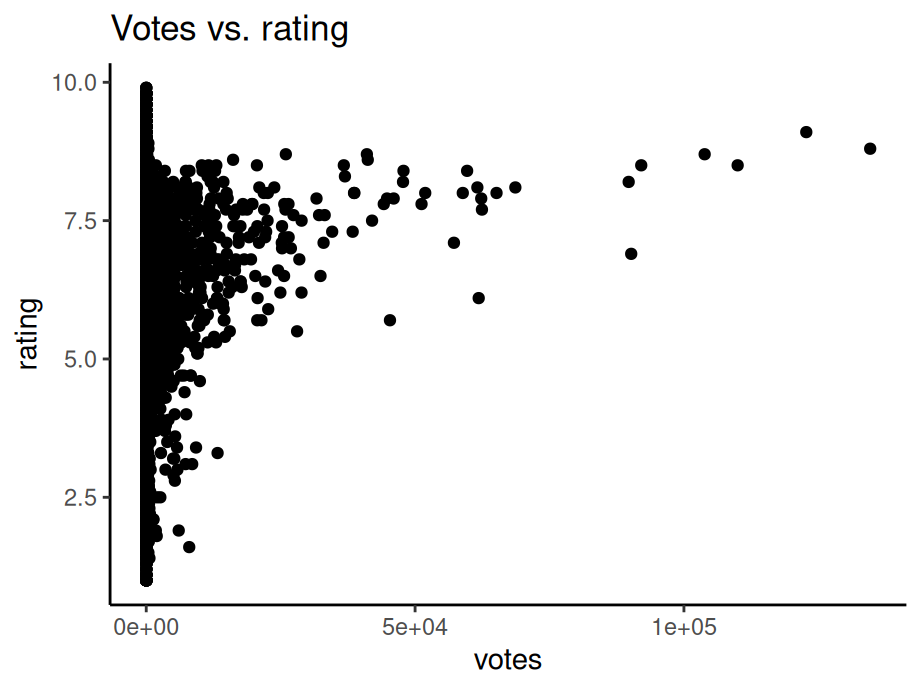 Votes vs. rating
10.0
7.5
5.0
2.5
rating
0e+00
5e+04
1e+05
votes